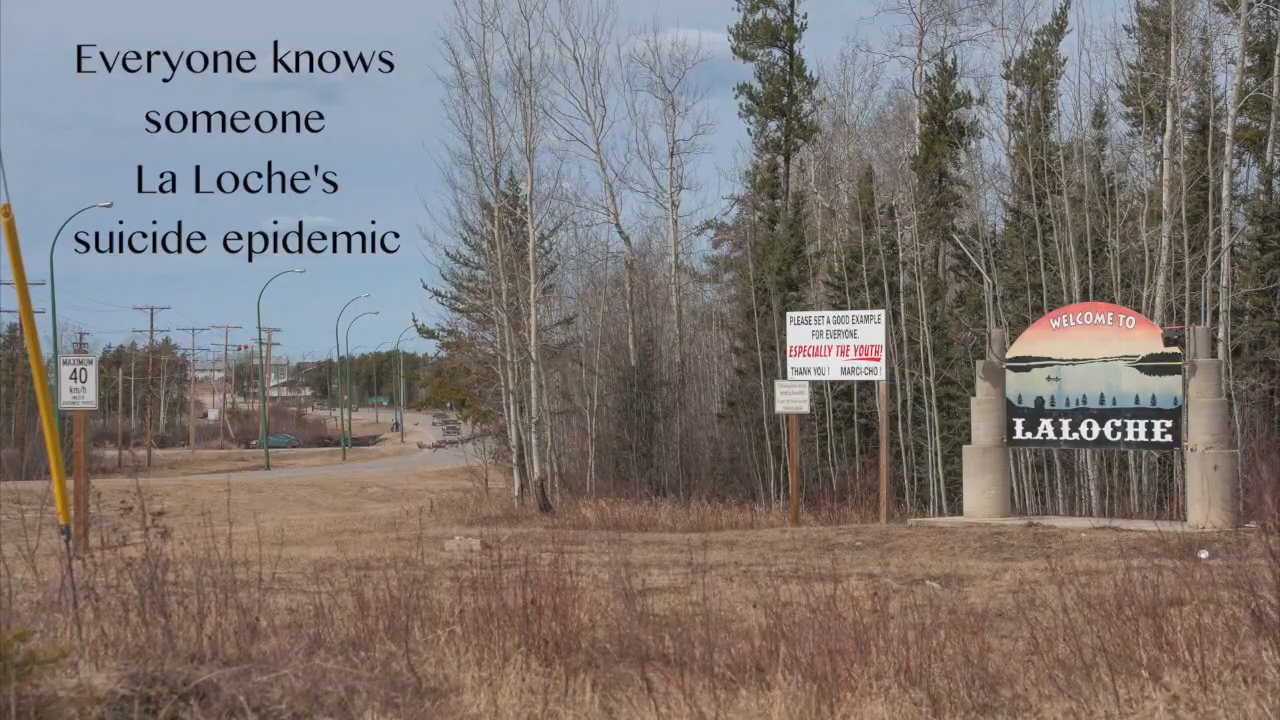 Everyone knows
someone
La Loche's
suicide epidemic
MAXIMUM
40
km/h
PLEASE SET A GOOD EXAMPLE
FOR EVERYONE,
ESPECIALLY THE YOUTH!
THANK YOU! MARCI-CHO!
WELCOME TO
LALOCHE